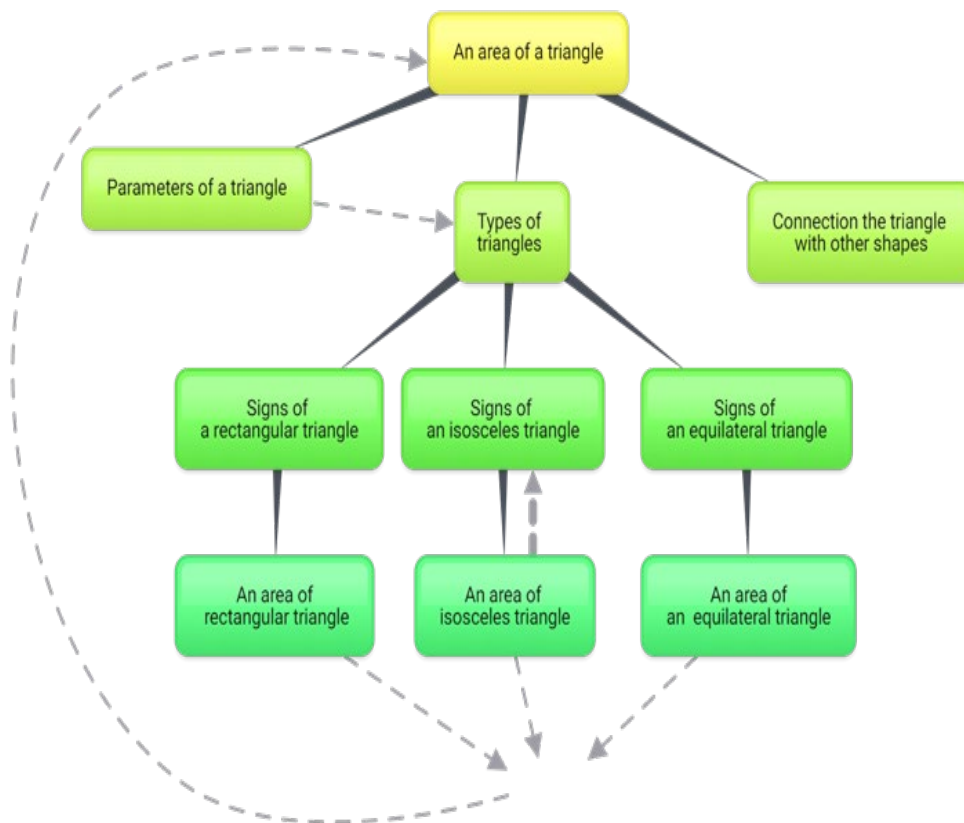 An area of a triangle
Parameters of a triangle
Types of
triangles
Connection the triangle
with other shapes
Signs of
a rectangular triangle
Signs of
an isosceles triangle
Signs of
an equilateral triangle
An area of
rectangular triangle
An area of
isosceles triangle
An area of
an equilateral triangle